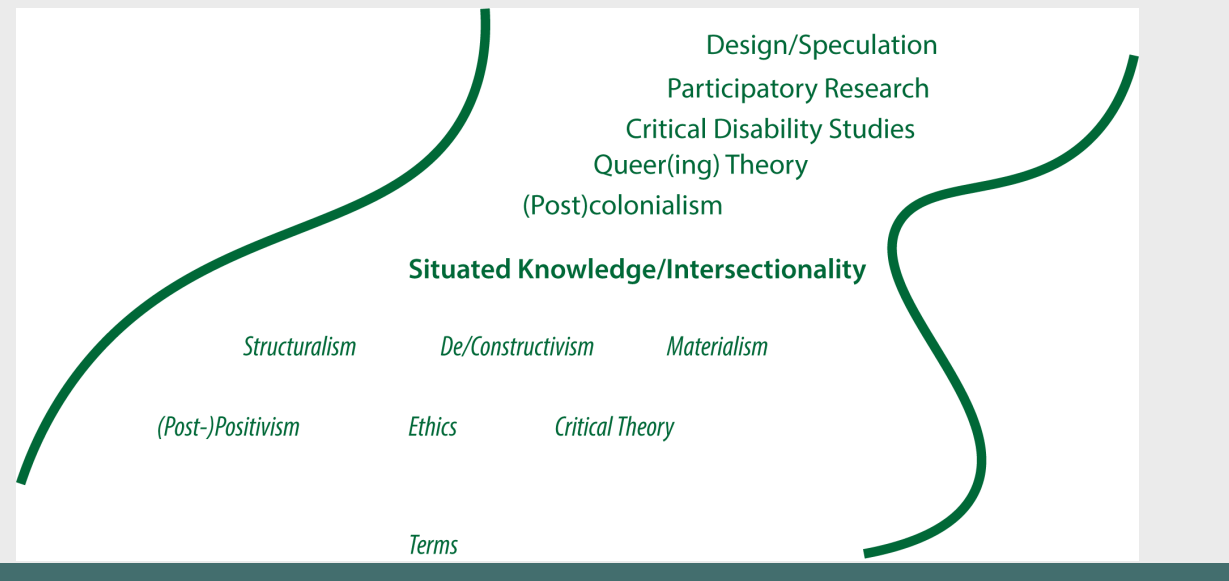 Design/Speculation
Participatory Research
Critical Disability Studies
Queer(ing) Theory
(Post)colonialism
Situated Knowledge/Intersectionality
Structuralism De/Constructivism Materialism
(Post-)Positivism Ethics Critical Theory
Terms